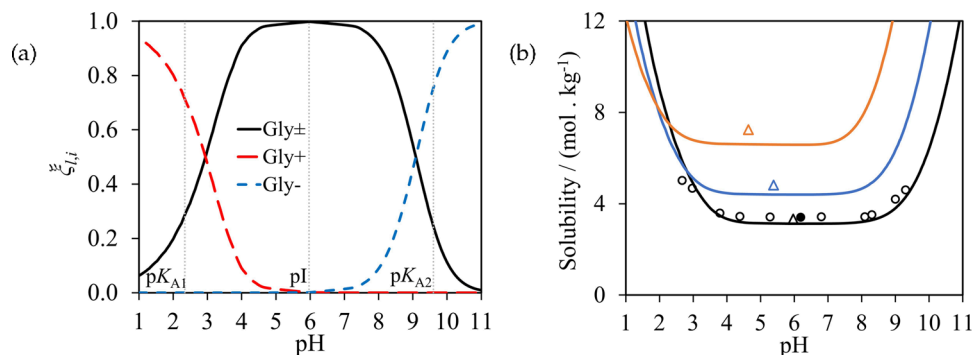 (a)
1.0
0.8
0.6
0.4
0.2
0.0
ξl,i
Gly±
Gly+
Gly-
pKA1
pI
pKA2
1 2 3 4 5 6 7 8 9 10 11
pH
(b)
12
8
4
0
Solubility / (mol . kg-1)
1 2 3 4 5 6 7 8 9 10 11
pH